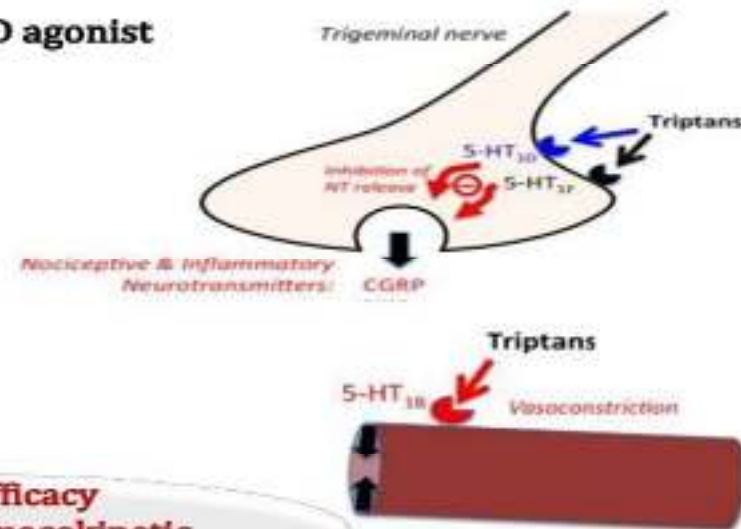 D agonist
Trigeminal nerve
Triptans
5-HT1D
Inhibition of
NT release
5-HT1F
Nociceptive & Inflammatory
Neurotransmitters: CGRP
Triptans
5-HT1B
Vasoconstriction
fficacy